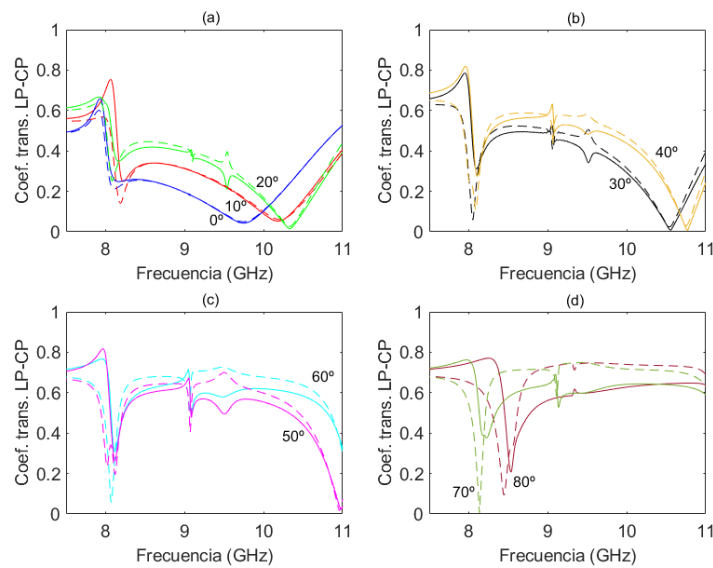 (a)
Coef. trans. LP-CP
1
0.8
0.6
0.4
0.2
0
20º
10º
0º
8 9 10 11
Frecuencia (GHz)
(b)
Coef. trans. LP-CP
1
0.8
0.6
0.4
0.2
0
40º
30º
8 9 10 11
Frecuencia (GHz)
(c)
Coef. trans. LP-CP
1
0.8
0.6
0.4
0.2
0
60º
50º
8 9 10 11
Frecuencia (GHz)
(d)
Coef. trans. LP-CP
1
0.8
0.6
0.4
0.2
0
70º
80º
8 9 10 11
Frecuencia (GHz)